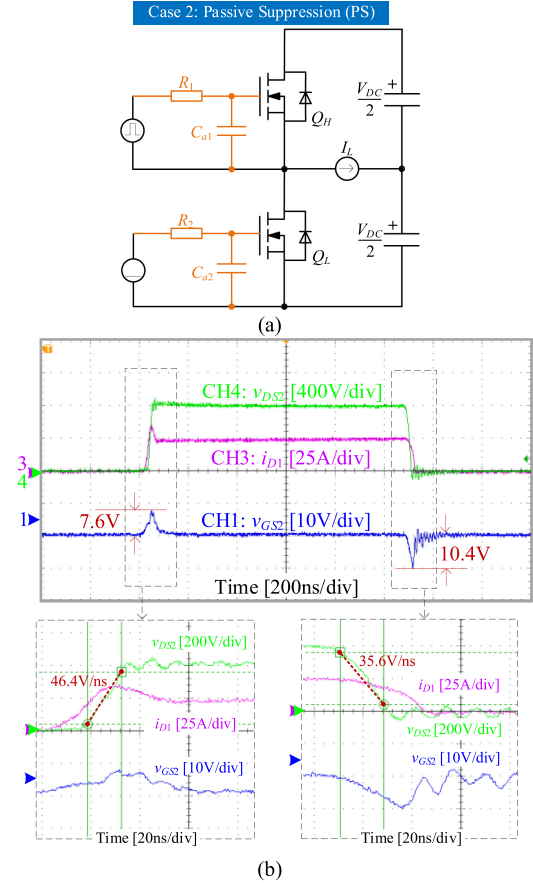 Case 2: Passive Suppression (PS)
R1
Ca1
QH
VDC
2
+
IL
R2
Ca2
QL
VDC
2
+
(a)
T
CH4: vDS2 [400V/div]
3
4
CH3: iD1 [25A/div]
1
7.6V
CH1: vGS2 [10V/div]
10.4V
Time [200ns/div]
vDS2 [200V/div]
46.4V/ns
iD1 [25A/div]
vGS2 [10V/div]
Time [20ns/div]
35.6V/ns
iD1 [25A/div]
vDS2 [200V/div]
vGS2 [10V/div]
Time [20ns/div]
(b)